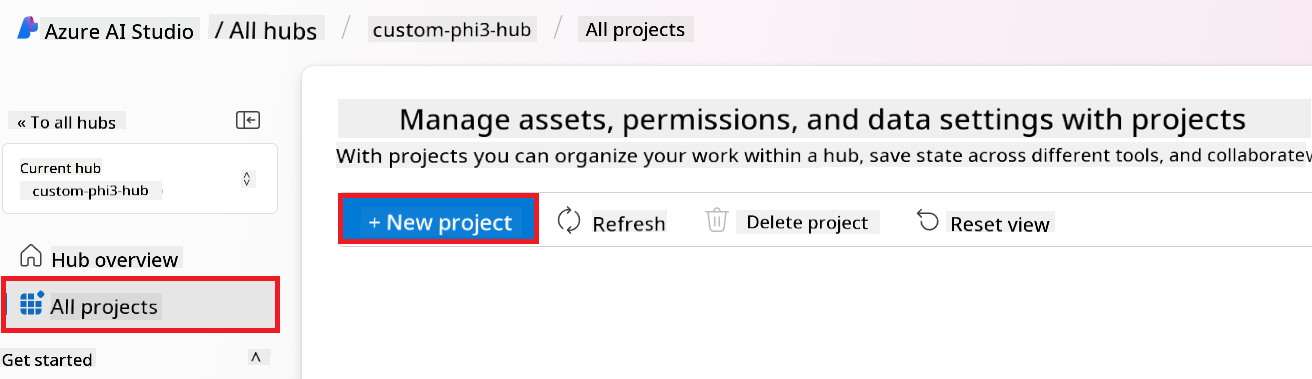 Azure AI Studio / All hubs / custom-phi3-hub / All projects
« To all hubs
Current hub
custom-phi3-hub
Hub overview
All projects
Get started
Manage assets, permissions, and data settings with projects
With projects you can organize your work within a hub, save state across different tools, and collaborate
+ New project Refresh Delete project Reset view